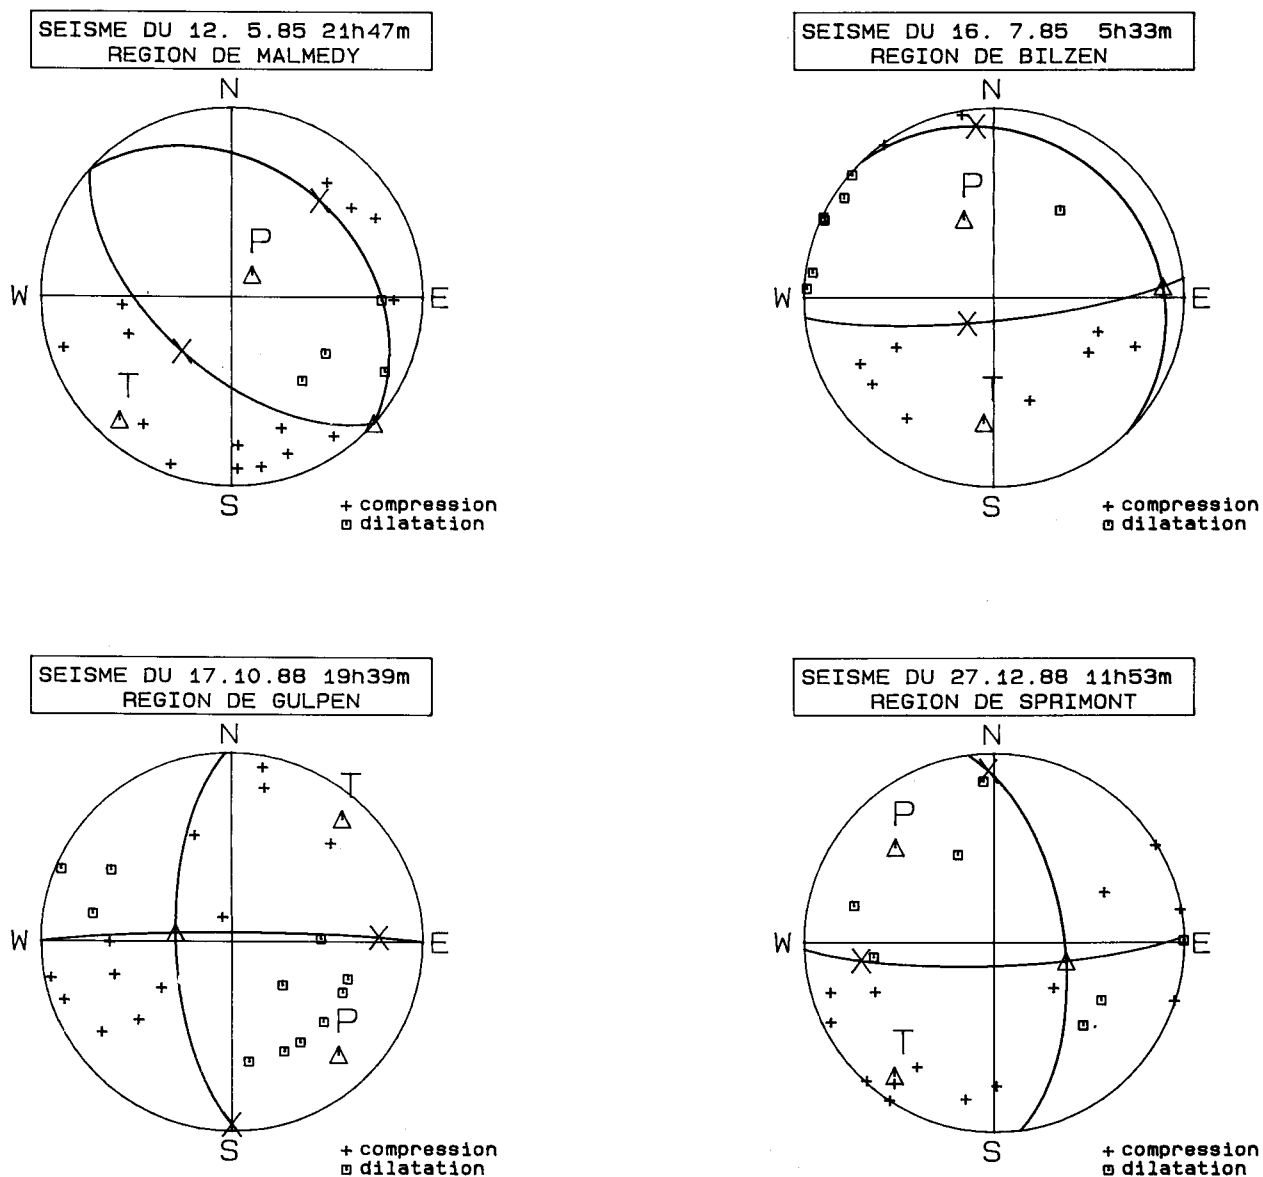 SEISME DU 12. 5.85 21h47m
REGION DE MALMEDY
N
P
W
E
T
S
+ compression
dilatation
SEISME DU 16. 7.85 5h33m
REGION DE BILZEN
N
P
W
E
T
S
+ compression
dilatation
SEISME DU 17.10.88 19h39m
REGION DE GULPEN
N
T
W
E
P
S
+ compression
dilatation
SEISME DU 27.12.88 11h53m
REGION DE SPRIMONT
N
P
W
E
T
S
+ compression
dilatation